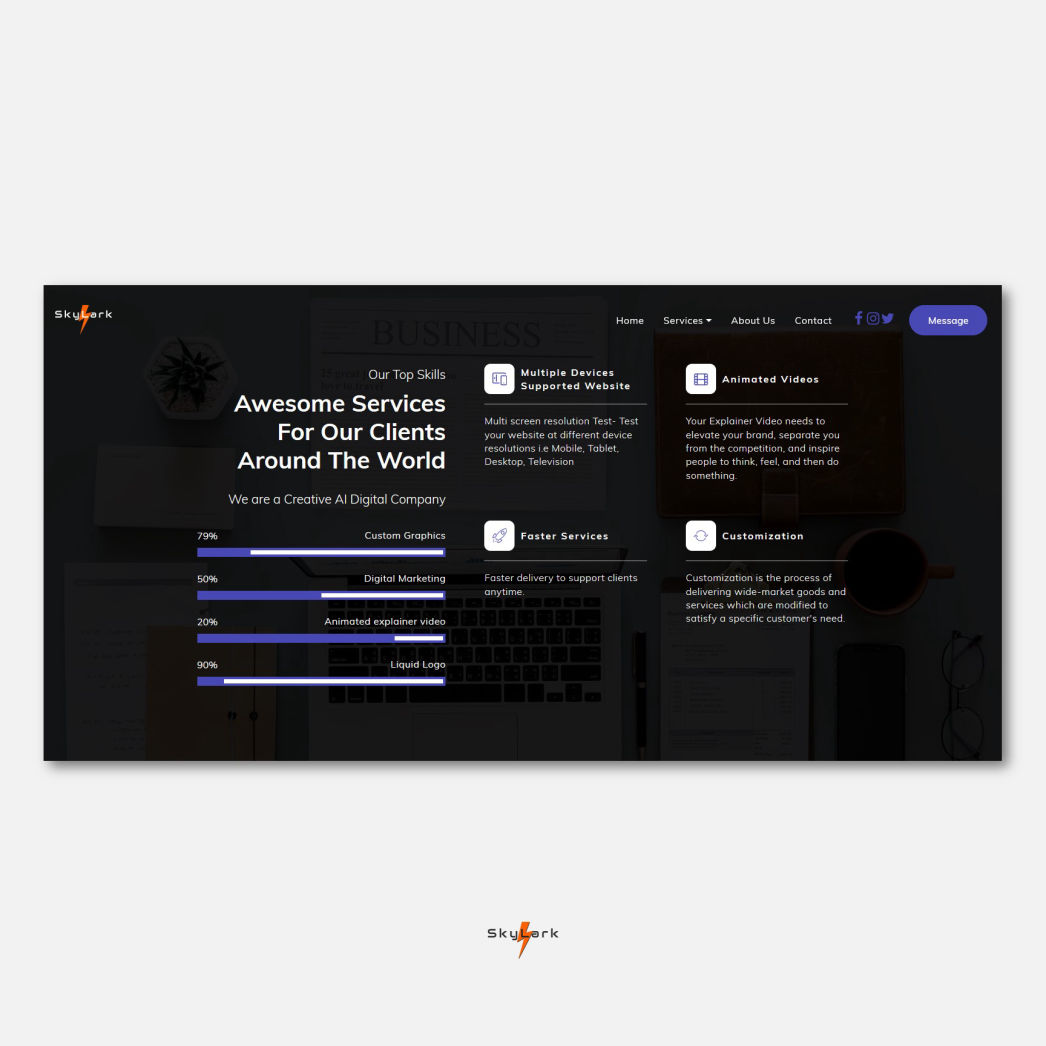 SkyLark
Home Services About Us Contact Message
BUSINESS
Our Top Skills
Awesome Services
For Our Clients
Around The World
We are a Creative AI Digital Company
79% Custom Graphics
50% Digital Marketing
20% Animated explainer video
90% Liquid Logo
Multiple Devices
Supported Website
Multi screen resolution Test- Test
your website at different device
resolutions i.e Mobile, Tablet,
Desktop, Television
Animated Videos
Your Explainer Video needs to
elevate your brand, separate you
from the competition, and inspire
people to think, feel, and then do
something.
Faster Services
Faster delivery to support clients
anytime.
Customization
Customization is the process of
delivering wide-market goods and
services which are modified to
satisfy a specific customer's need.
SkyLark